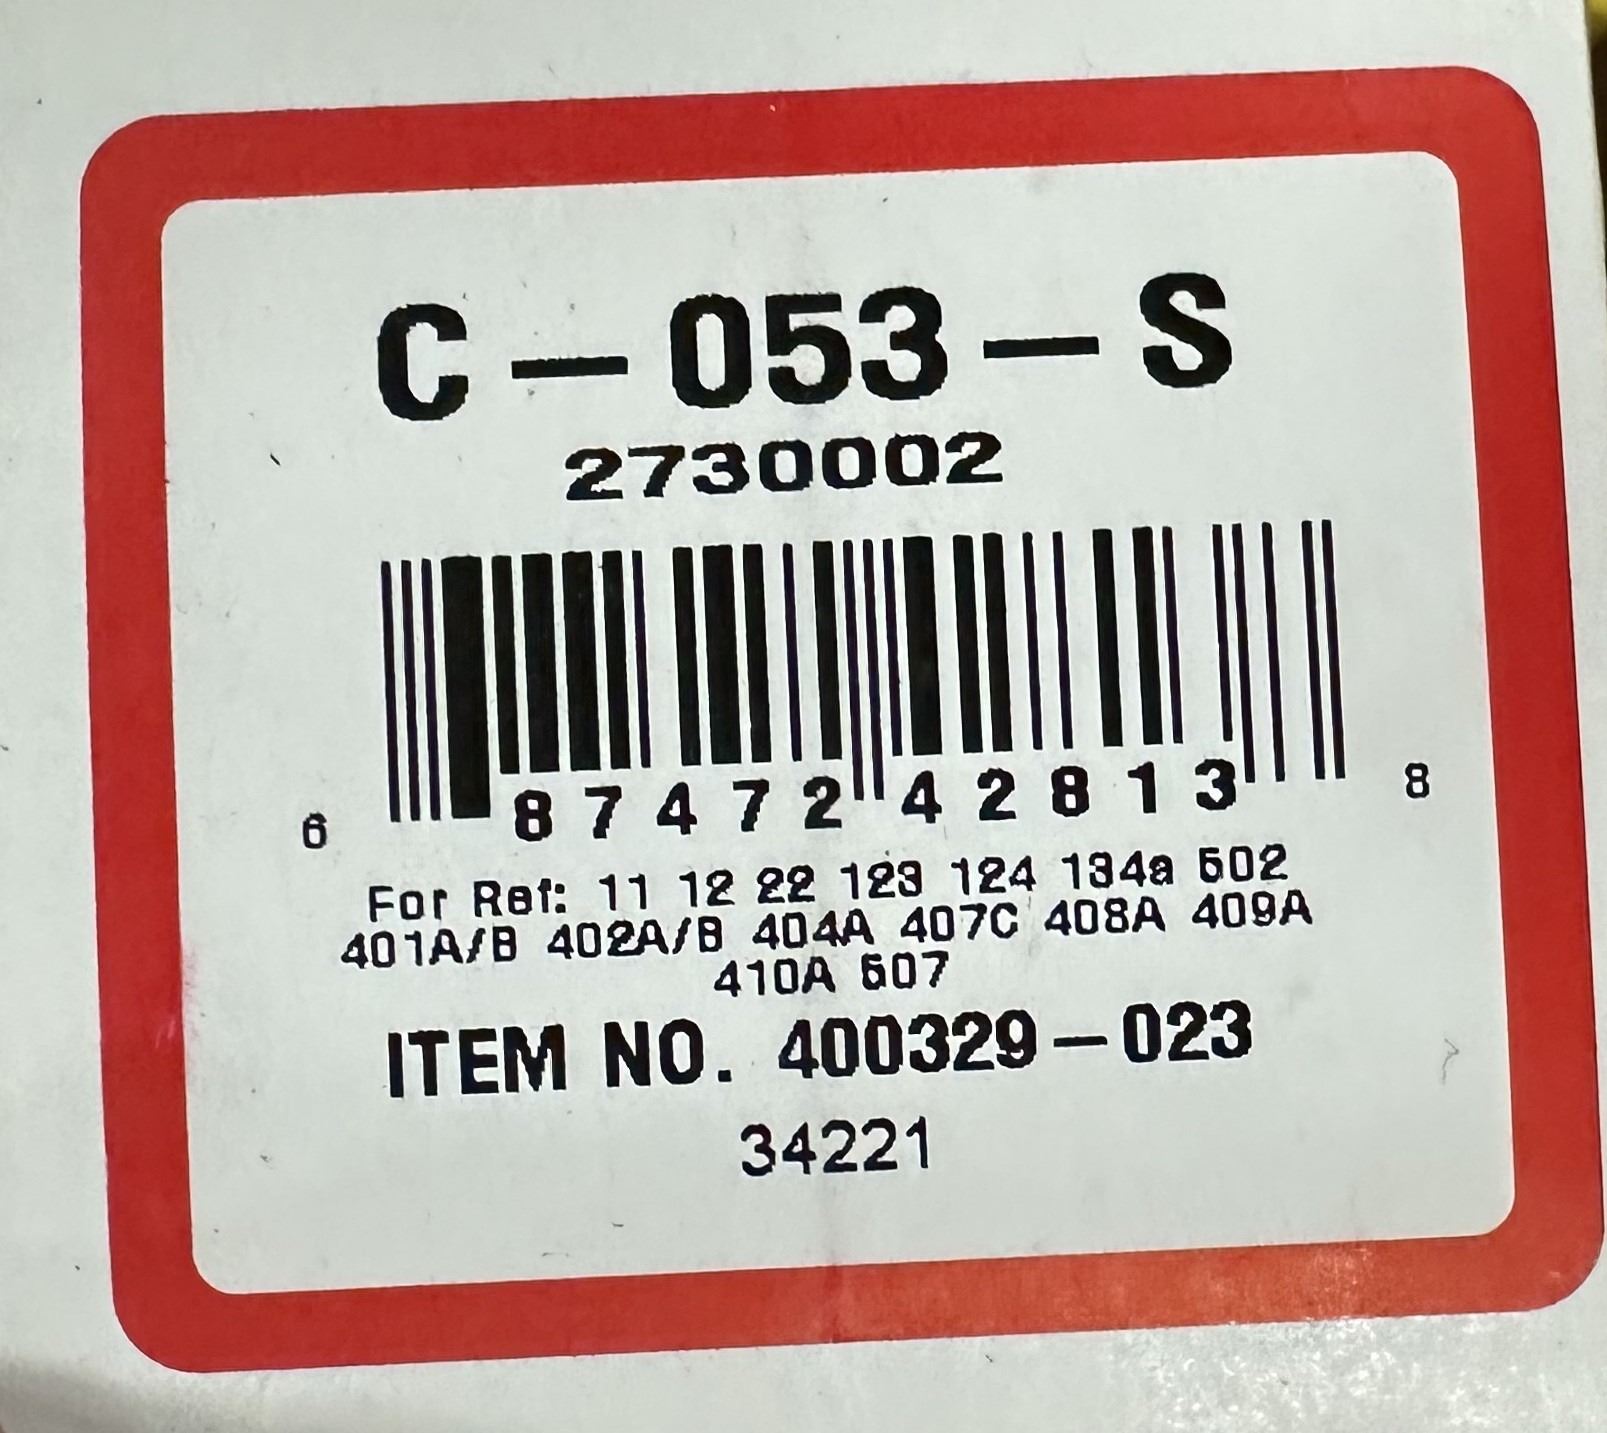 C-053-S
2730002
6 87472 42813 8
For Ref: 11 12 22 123 124 134a 502
401A/B 402A/B 404A 407C 408A 409A
410A 507
ITEM NO. 400329-023
34221